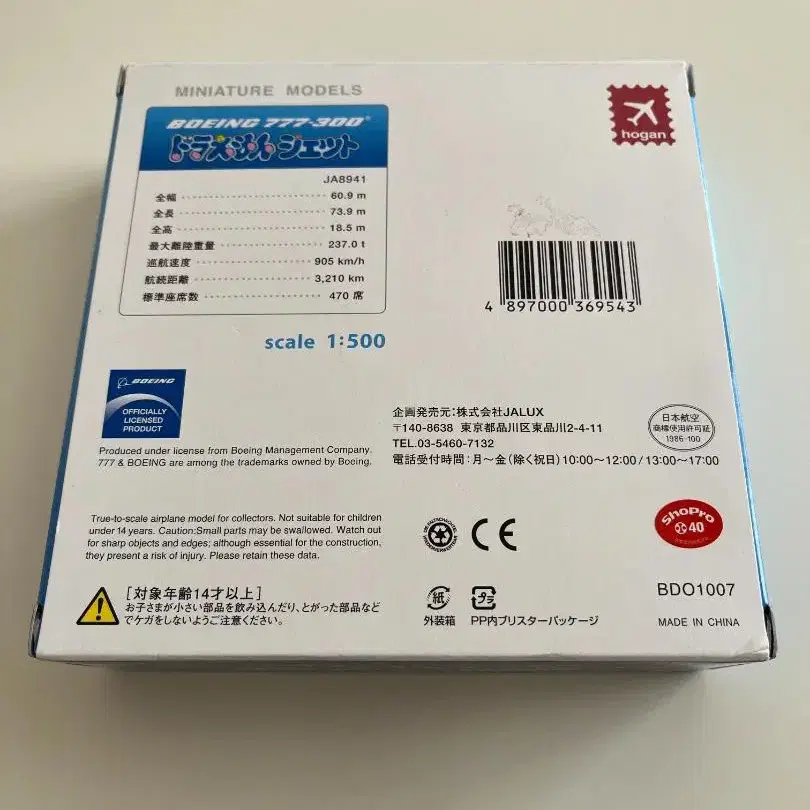 MINIATURE MODELS
BOEING 777-300
ドラえもんジェット
JA8941
全幅 60.9 m
全長 73.9 m
全高 18.5 m
最大離陸重量 237.0 t
巡航速度 905 km/h
航続距離 3,210 km
標準座席数 470 席
scale 1:500
hogan
4 897000 369543
BOEING
OFFICIALLY
LICENSED
PRODUCT
Produced under license from Boeing Management Company.
777 & BOEING are among the trademarks owned by Boeing.
企画発売元:株式会社JALUX
〒140-8638 東京都品川区東品川2-4-11
TEL.03-5460-7132
電話受付時間:月〜金(除く祝日)10:00〜12:00/13:00〜17:00
日本航空
商標使用許可証
1986-100
True-to-scale airplane model for collectors. Not suitable for children
under 14 years. Caution:Small parts may be swallowed. Watch out
for sharp objects and edges; although essential for the construction,
they present a risk of injury. Please retain these data.
CE
ShoPro
40
[対象年齢14才以上]
お子さまが小さい部品を飲み込んだり、とがった部品など
でケガをしないようご注意ください。
紙
外装箱
プラ
PP内ブリスターパッケージ
BDO1007
MADE IN CHINA